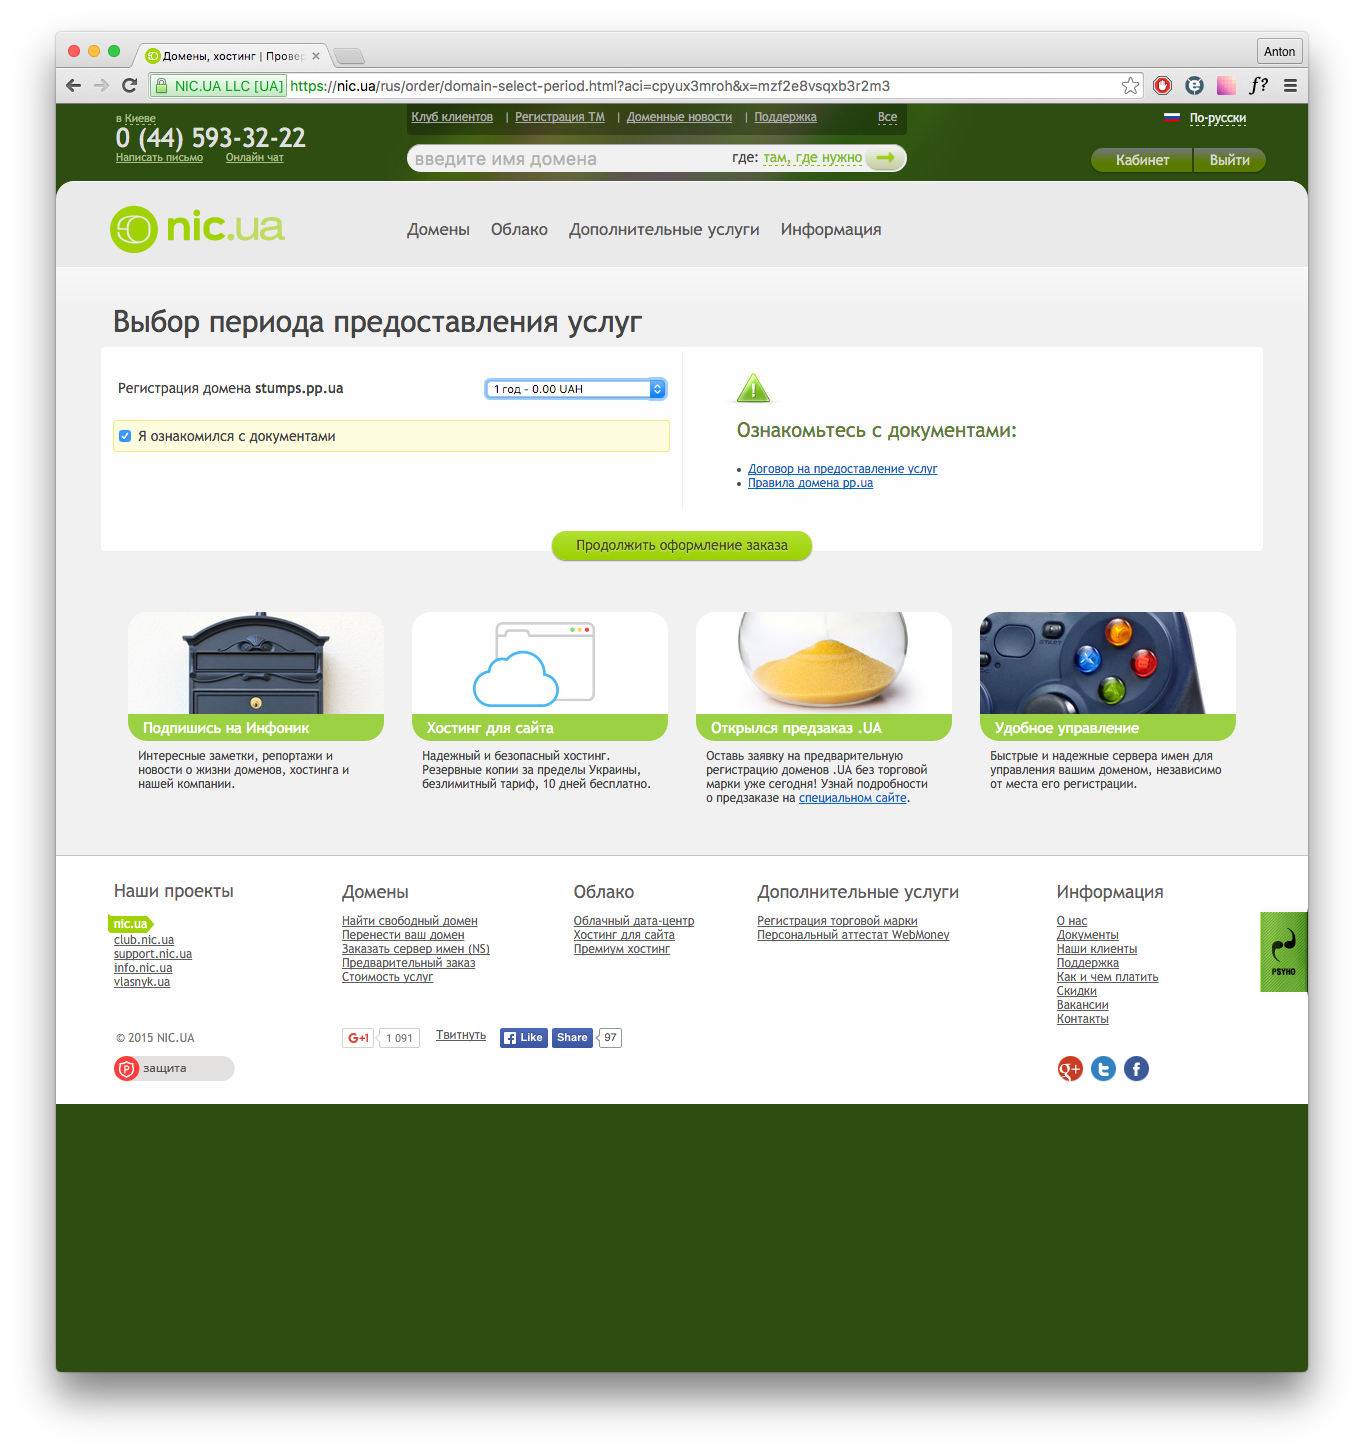 Домены, хостинг | Провер
Anton
NIC.UA LLC [UA] https://nic.ua/rus/order/domain-select-period.html?aci=cpyux3mroh&x=mzf2e8vsqxb3r2m3
f?
в Киеве
0 (44) 593-32-22
Написать письмо Онлайн чат
Клуб клиентов | Регистрация ТМ | Доменные новости | Поддержка Все
введите имя домена где: там, где нужно
По-русски
Кабинет Выйти
nic.ua
Домены Облако Дополнительные услуги Информация
Выбор периода предоставления услуг
Регистрация домена stumps.pp.ua 1 год - 0.00 UAH
Я ознакомился с документами
Ознакомьтесь с документами:
• Договор на предоставление услуг
• Правила домена pp.ua
Продолжить оформление заказа
START
Y
X
B
A
Подпишись на Инфоник
Интересные заметки, репортажи и
новости о жизни доменов, хостинга и
нашей компании.
Хостинг для сайта
Надежный и безопасный хостинг.
Резервные копии за пределы Украины,
безлимитный тариф, 10 дней бесплатно.
Открылся предзаказ .UA
Оставь заявку на предварительную
регистрацию доменов .UA без торговой
марки уже сегодня! Узнай подробности
о предзаказе на специальном сайте.
Удобное управление
Быстрые и надежные сервера имен для
управления вашим доменом, независимо
от места его регистрации.
Наши проекты
nic.ua
club.nic.ua
support.nic.ua
info.nic.ua
vlasnyk.ua
Домены
Найти свободный домен
Перенести ваш домен
Заказать сервер имен (NS)
Предварительный заказ
Стоимость услуг
Облако
Облачный дата-центр
Хостинг для сайта
Премиум хостинг
Дополнительные услуги
Регистрация торговой марки
Персональный аттестат WebMoney
Информация
О нас
Документы
Наши клиенты
Поддержка
Как и чем платить
Скидки
Вакансии
Контакты
PSYHO
© 2015 NIC.UA
G+1 1 091 Твитнуть Like Share 97
P защита
g+ t f